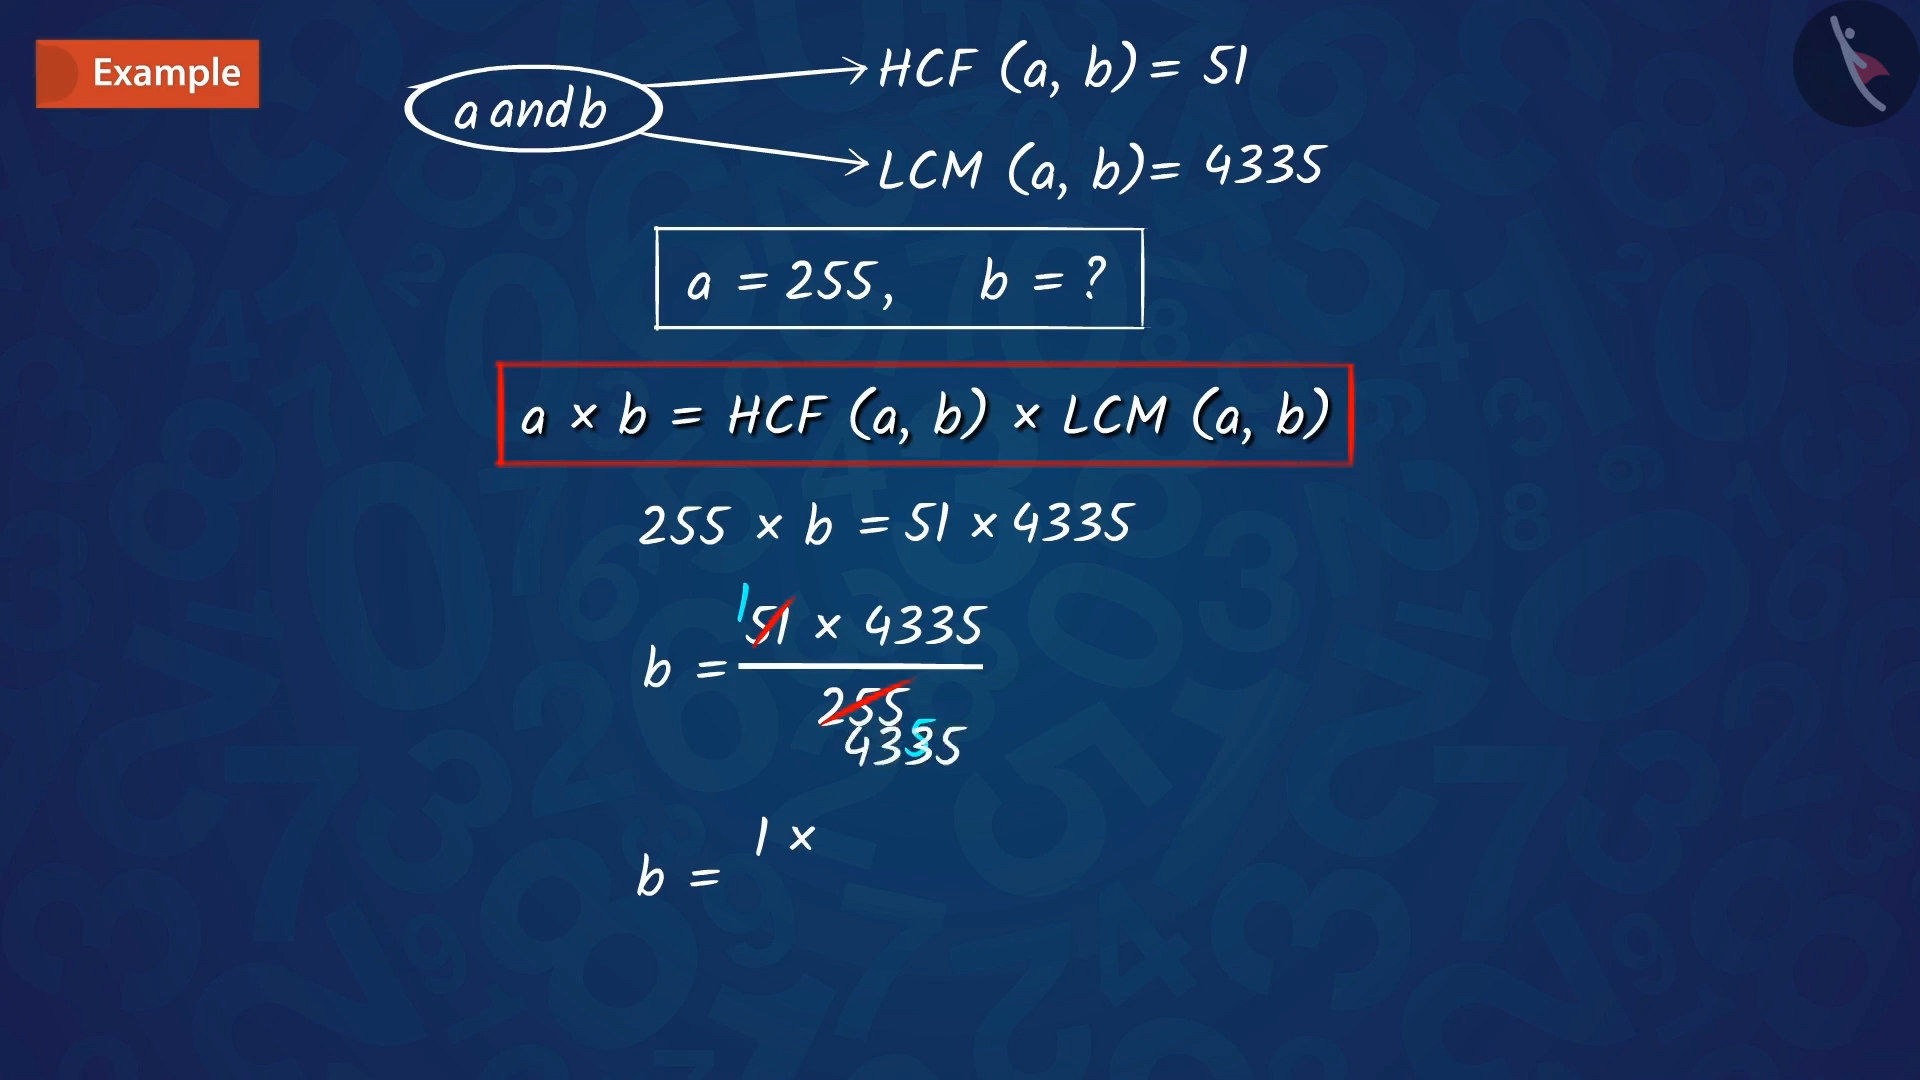 Example
a and b
HCF (a, b) = 51
LCM (a, b) = 4335
a = 255, b = ?
a × b = HCF (a, b) × LCM (a, b)
255 × b = 51 × 4335
1
51 × 4335
b =
255
5
4335
1 ×
b =